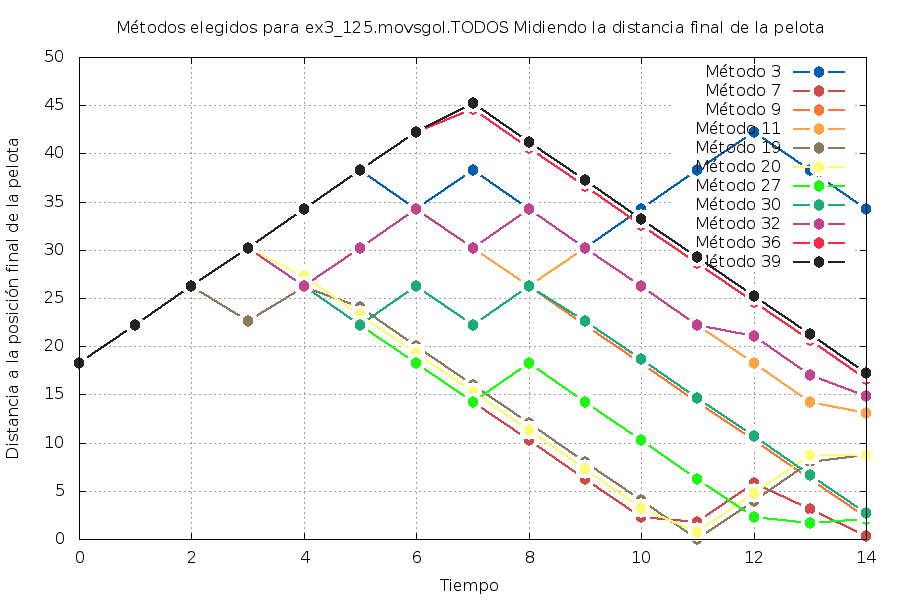 Métodos elegidos para ex3_125.movsgol.TODOS Midiendo la distancia final de la pelota
Distancia a la posición final de la pelota
50
45
40
35
30
25
20
15
10
5
0
Método 3
Método 7
Método 9
Método 11
Método 19
Método 20
Método 27
Método 30
Método 32
Método 36
Método 39
0 2 4 6 8 10 12 14
Tiempo